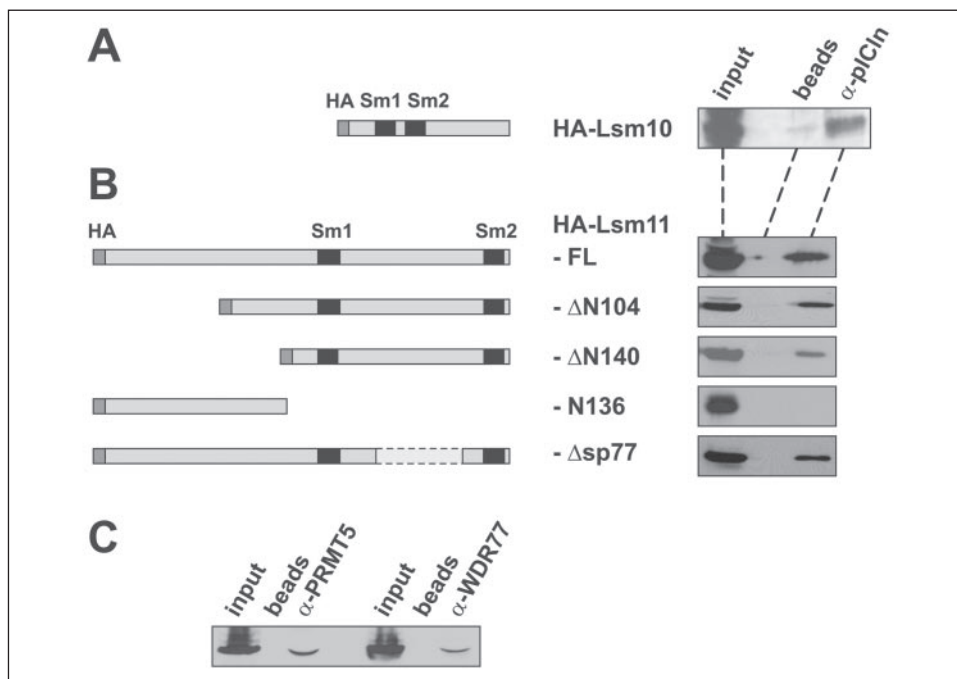 A
HA Sm1 Sm2
HA-Lsm10
input beads α-pICln
B
HA Sm1 Sm2
HA-Lsm11
- FL
- ΔN104
- ΔN140
- N136
- Δsp77
C
input beads α-PRMT5 input beads α-WDR77